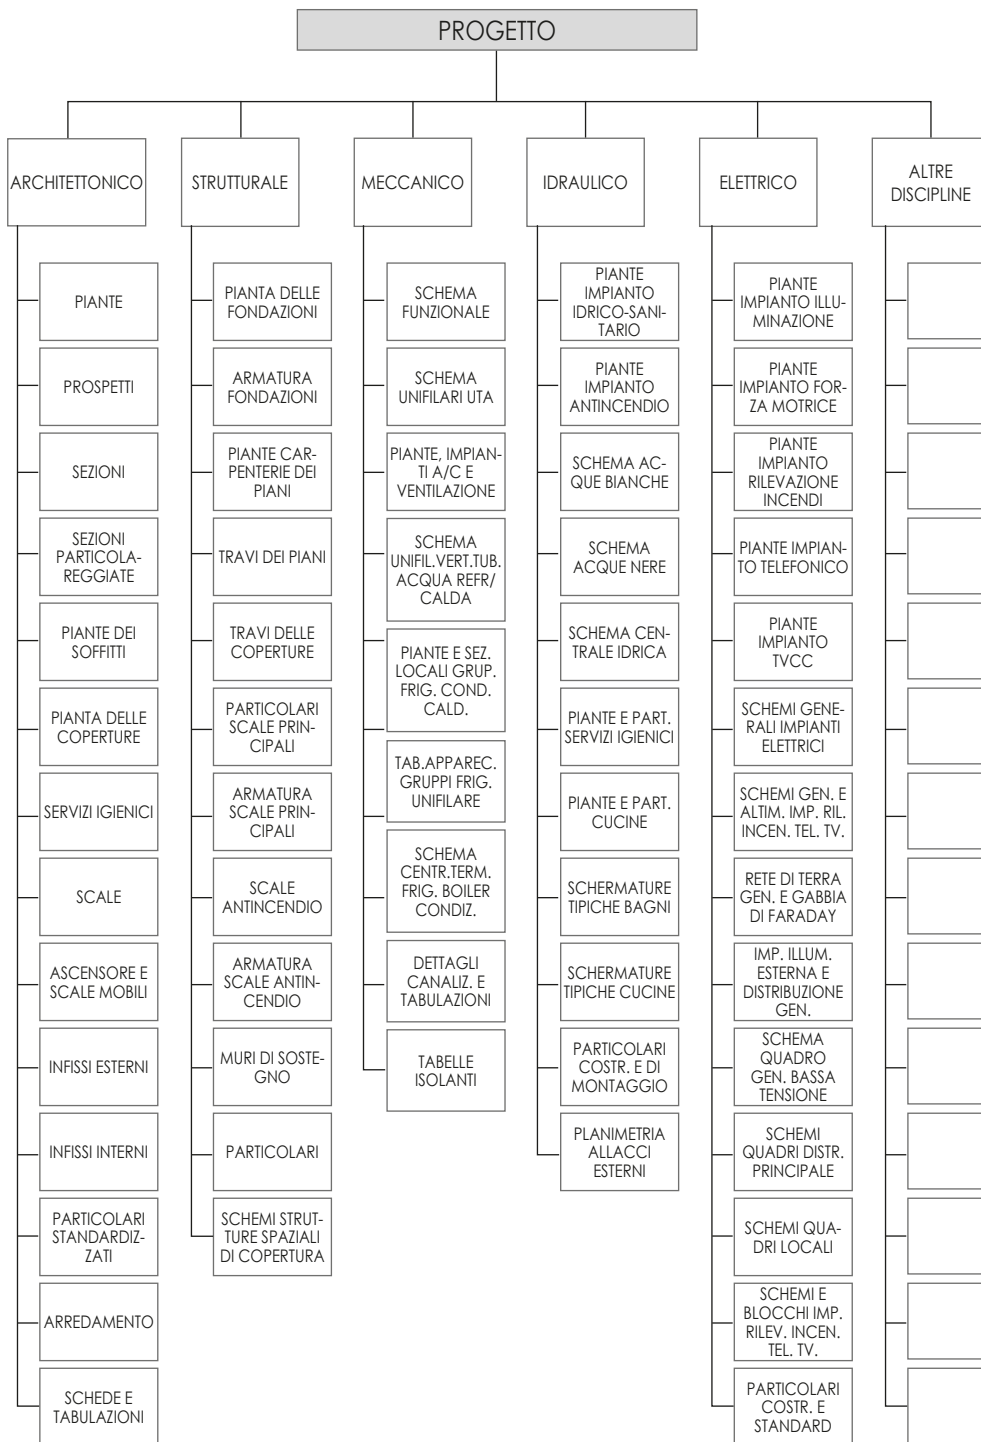 PROGETTO
ARCHITETTONICO
STRUTTURALE
MECCANICO
IDRAULICO
ELETTRICO
ALTRE
DISCIPLINE
PIANTE
PROSPETTI
SEZIONI
SEZIONI
PARTICOLA-
REGGIATE
PIANTE DEI
SOFFITTI
PIANTA DELLE
COPERTURE
SERVIZI IGIENICI
SCALE
ASCENSORE E
SCALE MOBILI
INFISSI ESTERNI
INFISSI INTERNI
PARTICOLARI
STANDARDIZ-
ZATI
ARREDAMENTO
SCHEDE E
TABULAZIONI
PIANTA DELLE
FONDAZIONI
ARMATURA
FONDAZIONI
PIANTE CAR-
PENTERIE DEI
PIANI
TRAVI DEI PIANI
TRAVI DELLE
COPERTURE
PARTICOLARI
SCALE PRIN-
CIPALI
ARMATURA
SCALE PRIN-
CIPALI
SCALE
ANTINCENDIO
ARMATURA
SCALE ANTIN-
CENDIO
MURI DI SOSTE-
GNO
PARTICOLARI
SCHEMI STRUT-
TURE SPAZIALI
DI COPERTURA
SCHEMA
FUNZIONALE
SCHEMA
UNIFILARI UTA
PIANTE, IMPIAN-
TI A/C E
VENTILAZIONE
SCHEMA
UNIFIL.VERT.TUB.
ACQUA REFR/
CALDA
PIANTE E SEZ.
LOCALI GRUP.
FRIG. COND.
CALD.
TAB.APPAREC.
GRUPPI FRIG.
UNIFILARE
SCHEMA
CENTR.TERM.
FRIG. BOILER
CONDIZ.
DETTAGLI
CANALIZ. E
TABULAZIONI
TABELLE
ISOLANTI
PIANTE
IMPIANTO
IDRICO-SANI-
TARIO
PIANTE
IMPIANTO
ANTINCENDIO
SCHEMA AC-
QUE BIANCHE
SCHEMA
ACQUE NERE
SCHEMA CEN-
TRALE IDRICA
PIANTE E PART.
SERVIZI IGIENICI
PIANTE E PART.
CUCINE
SCHERMATURE
TIPICHE BAGNI
SCHERMATURE
TIPICHE CUCINE
PARTICOLARI
COSTR. E DI
MONTAGGIO
PLANIMETRIA
ALLACCI
ESTERNI
PIANTE
IMPIANTO ILLU-
MINAZIONE
PIANTE
IMPIANTO FOR-
ZA MOTRICE
PIANTE
IMPIANTO
RILEVAZIONE
INCENDI
PIANTE IMPIAN-
TO TELEFONICO
PIANTE
IMPIANTO
TVCC
SCHEMI GENE-
RALI IMPIANTI
ELETTRICI
SCHEMI GEN. E
ALTIM. IMP. RIL.
INCEN. TEL. TV.
RETE DI TERRA
GEN. E GABBIA
DI FARADAY
IMP. ILLUM.
ESTERNA E
DISTRIBUZIONE
GEN.
SCHEMA
QUADRO
GEN. BASSA
TENSIONE
SCHEMI
QUADRI DISTR.
PRINCIPALE
SCHEMI QUA-
DRI LOCALI
SCHEMI E
BLOCCHI IMP.
RILEV. INCEN.
TEL. TV.
PARTICOLARI
COSTR. E
STANDARD